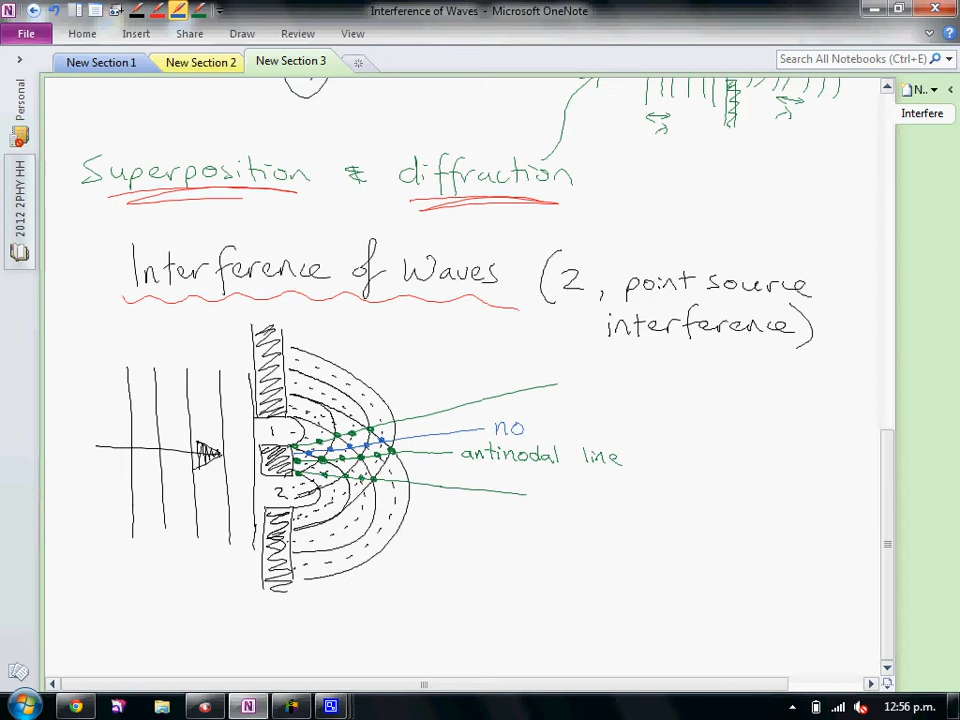 Interference of Waves - Microsoft OneNote
File Home Insert Share Draw Review View
New Section 1 New Section 2 New Section 3
Search All Notebooks (Ctrl+E)
N..
Personal
Interfere
2012 2PHY HH
λ λ
Superposition & diffraction
Interference of Waves (2, point source
interference)
1
no
antinodal line
2
12:56 p.m.